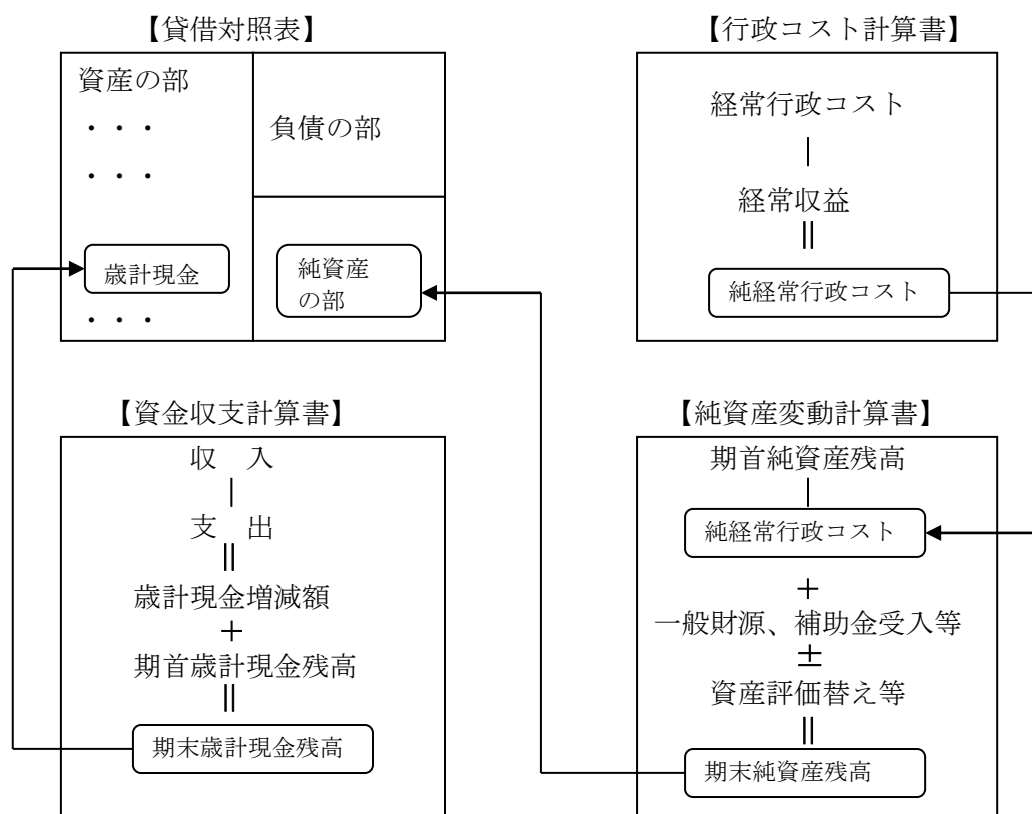 【貸借対照表】
資産の部
・・・
・・・
歳計現金
・・・
負債の部
純資産
の部
【行政コスト計算書】
経常行政コスト
―
経常収益
||
純経常行政コスト
【資金収支計算書】
収　入
―
支　出
||
歳計現金増減額
＋
期首歳計現金残高
||
期末歳計現金残高
【純資産変動計算書】
期首純資産残高
―
純経常行政コスト
＋
一般財源、補助金受入等
±
資産評価替え等
||
期末純資産残高